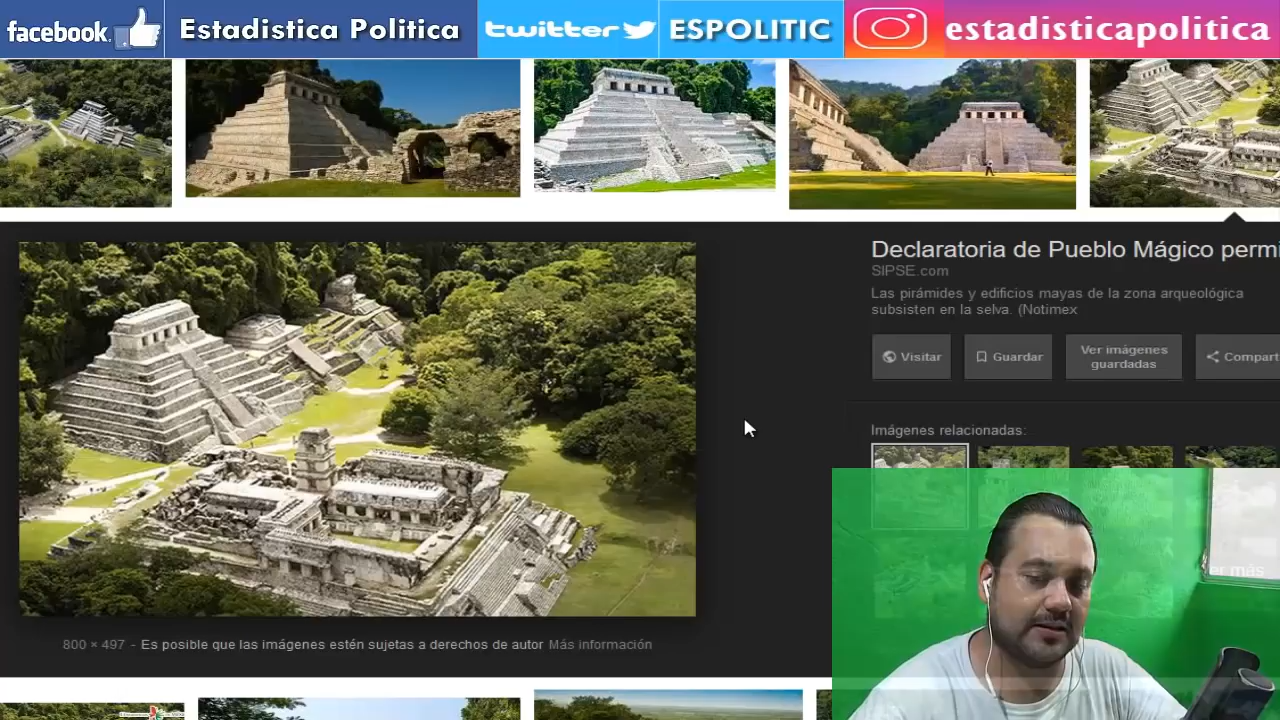 facebook.
Estadistica Politica
twitter
ESPOLITIC
estadisticapolitica
Declaratoria de Pueblo Mágico permi
SIPSE.com
Las pirámides y edificios mayas de la zona arqueológica
subsisten en la selva. (Notimex
Visitar
Guardar
Ver imágenes
guardadas
Compart
Imágenes relacionadas:
er más
800 × 497 - Es posible que las imágenes estén sujetas a derechos de autor Más información